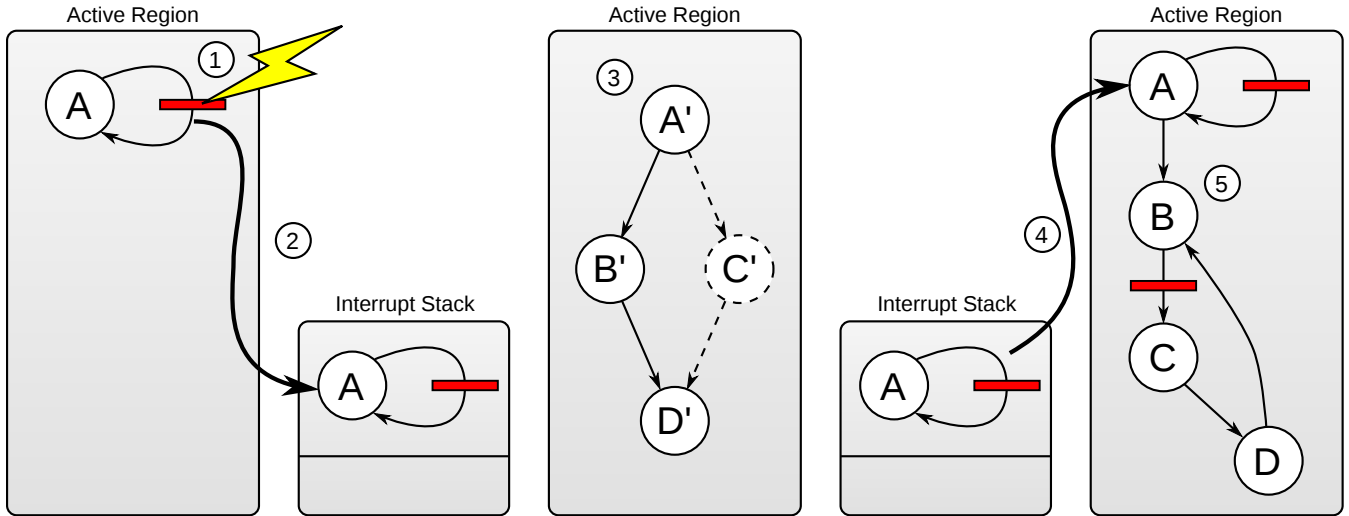 Active Region
1
A
2
Interrupt Stack
A
Active Region
3
A'
B'
C'
D'
Interrupt Stack
A
4
Active Region
A
B
5
C
D